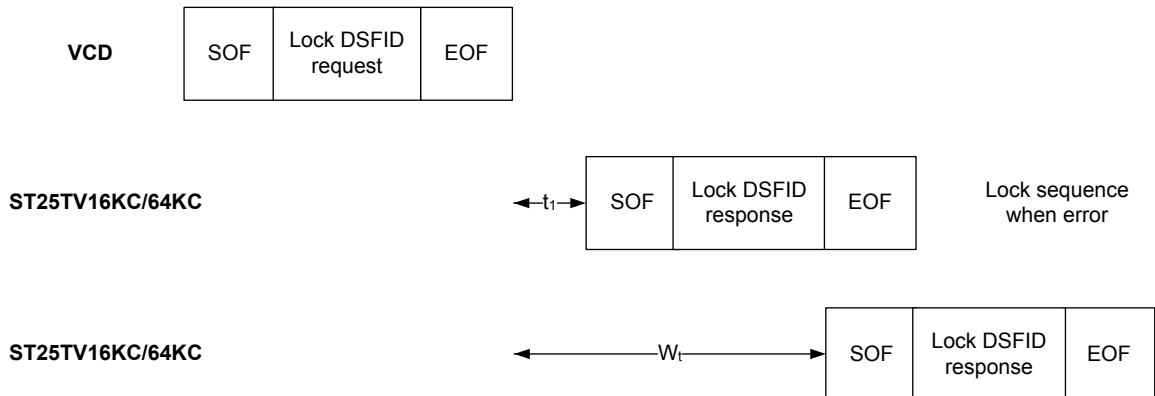 VCD
SOF
Lock DSFID
request
EOF
ST25TV16KC/64KC
t₁
SOF
Lock DSFID
response
EOF
Lock sequence
when error
ST25TV16KC/64KC
Wₜ
SOF
Lock DSFID
response
EOF